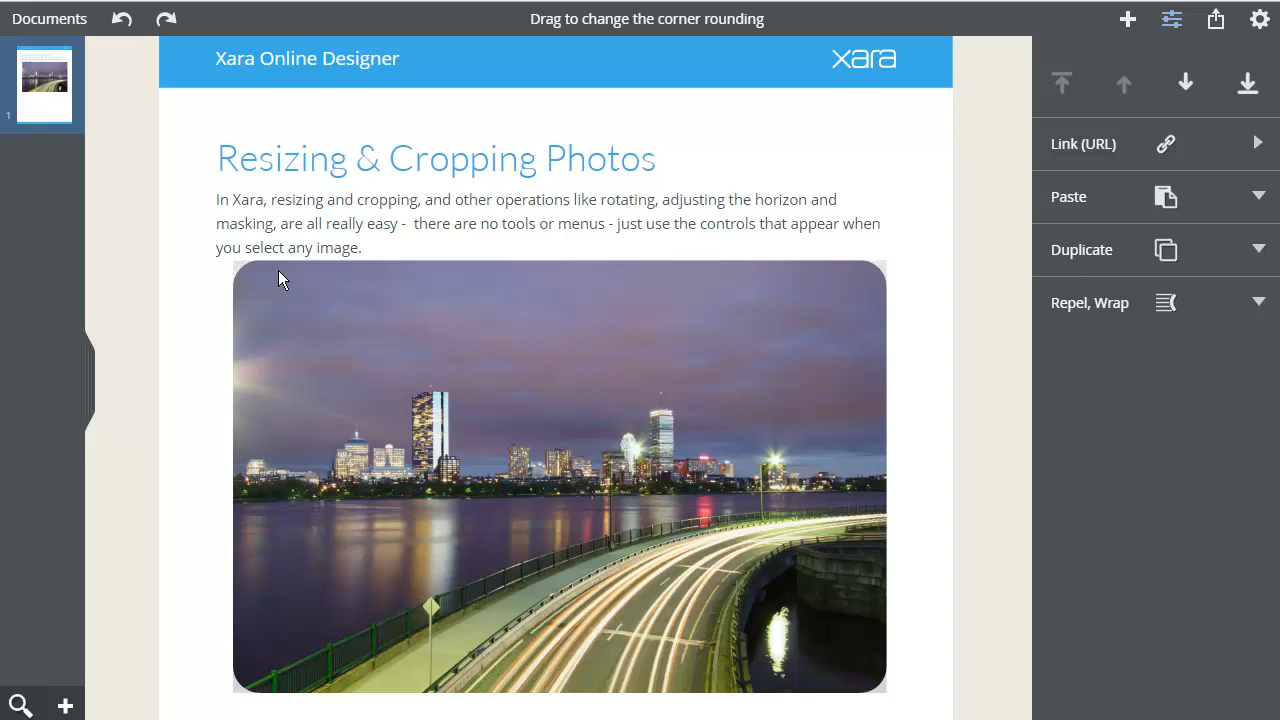 Documents
Drag to change the corner rounding
Xara Online Designer
xara
1
Resizing & Cropping Photos
In Xara, resizing and cropping, and other operations like rotating, adjusting the horizon and
masking, are all really easy -  there are no tools or menus - just use the controls that appear when
you select any image.
Link (URL)
Paste
Duplicate
Repel, Wrap